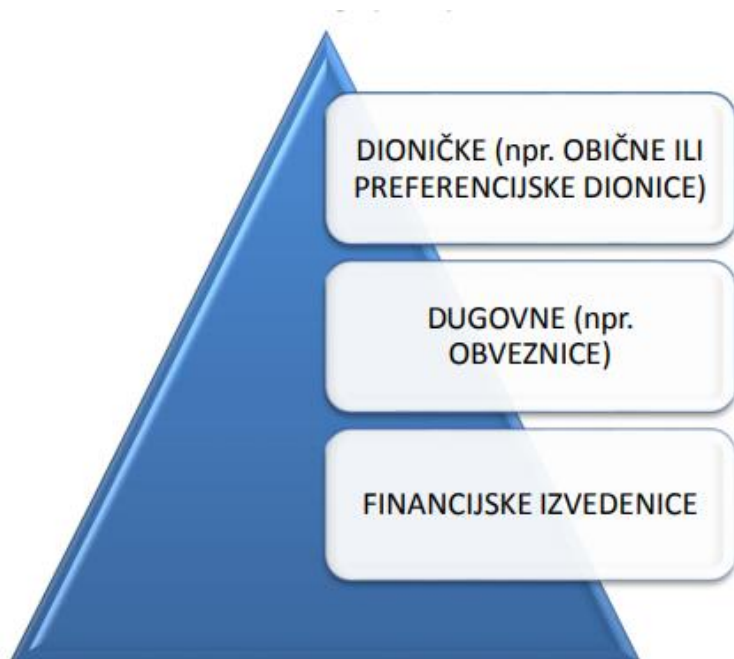 DIONIČKE (npr. OBIČNE ILI
PREFERENCIJSKE DIONICE)
DUGOVNE (npr.
OBVEZNICE)
FINANCIJSKE IZVEDENICE